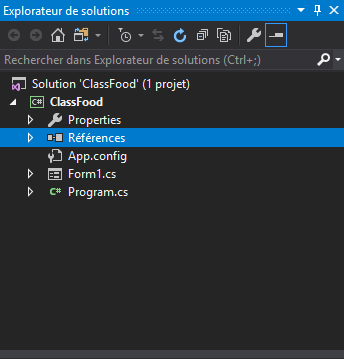 Explorateur de solutions
Rechercher dans Explorateur de solutions (Ctrl+;)
Solution 'ClassFood' (1 projet)
C# ClassFood
Properties
Références
App.config
Form1.cs
C# Program.cs